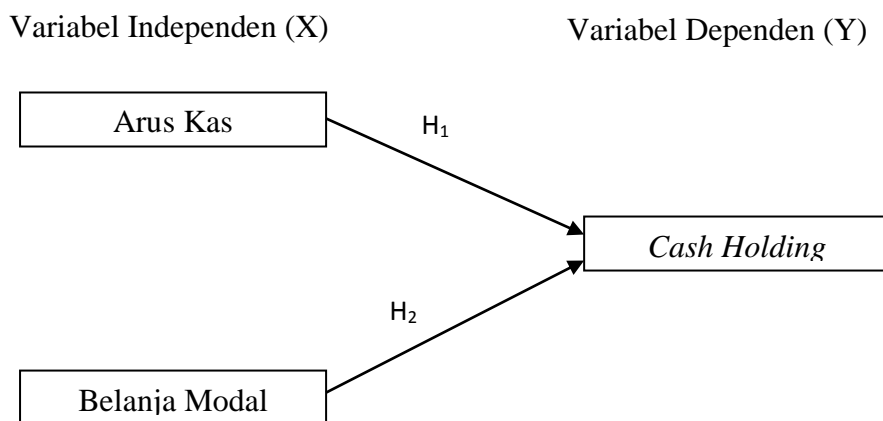 Variabel Independen (X)
Variabel Dependen (Y)
Arus Kas
H₁
Cash Holding
H₂
Belanja Modal